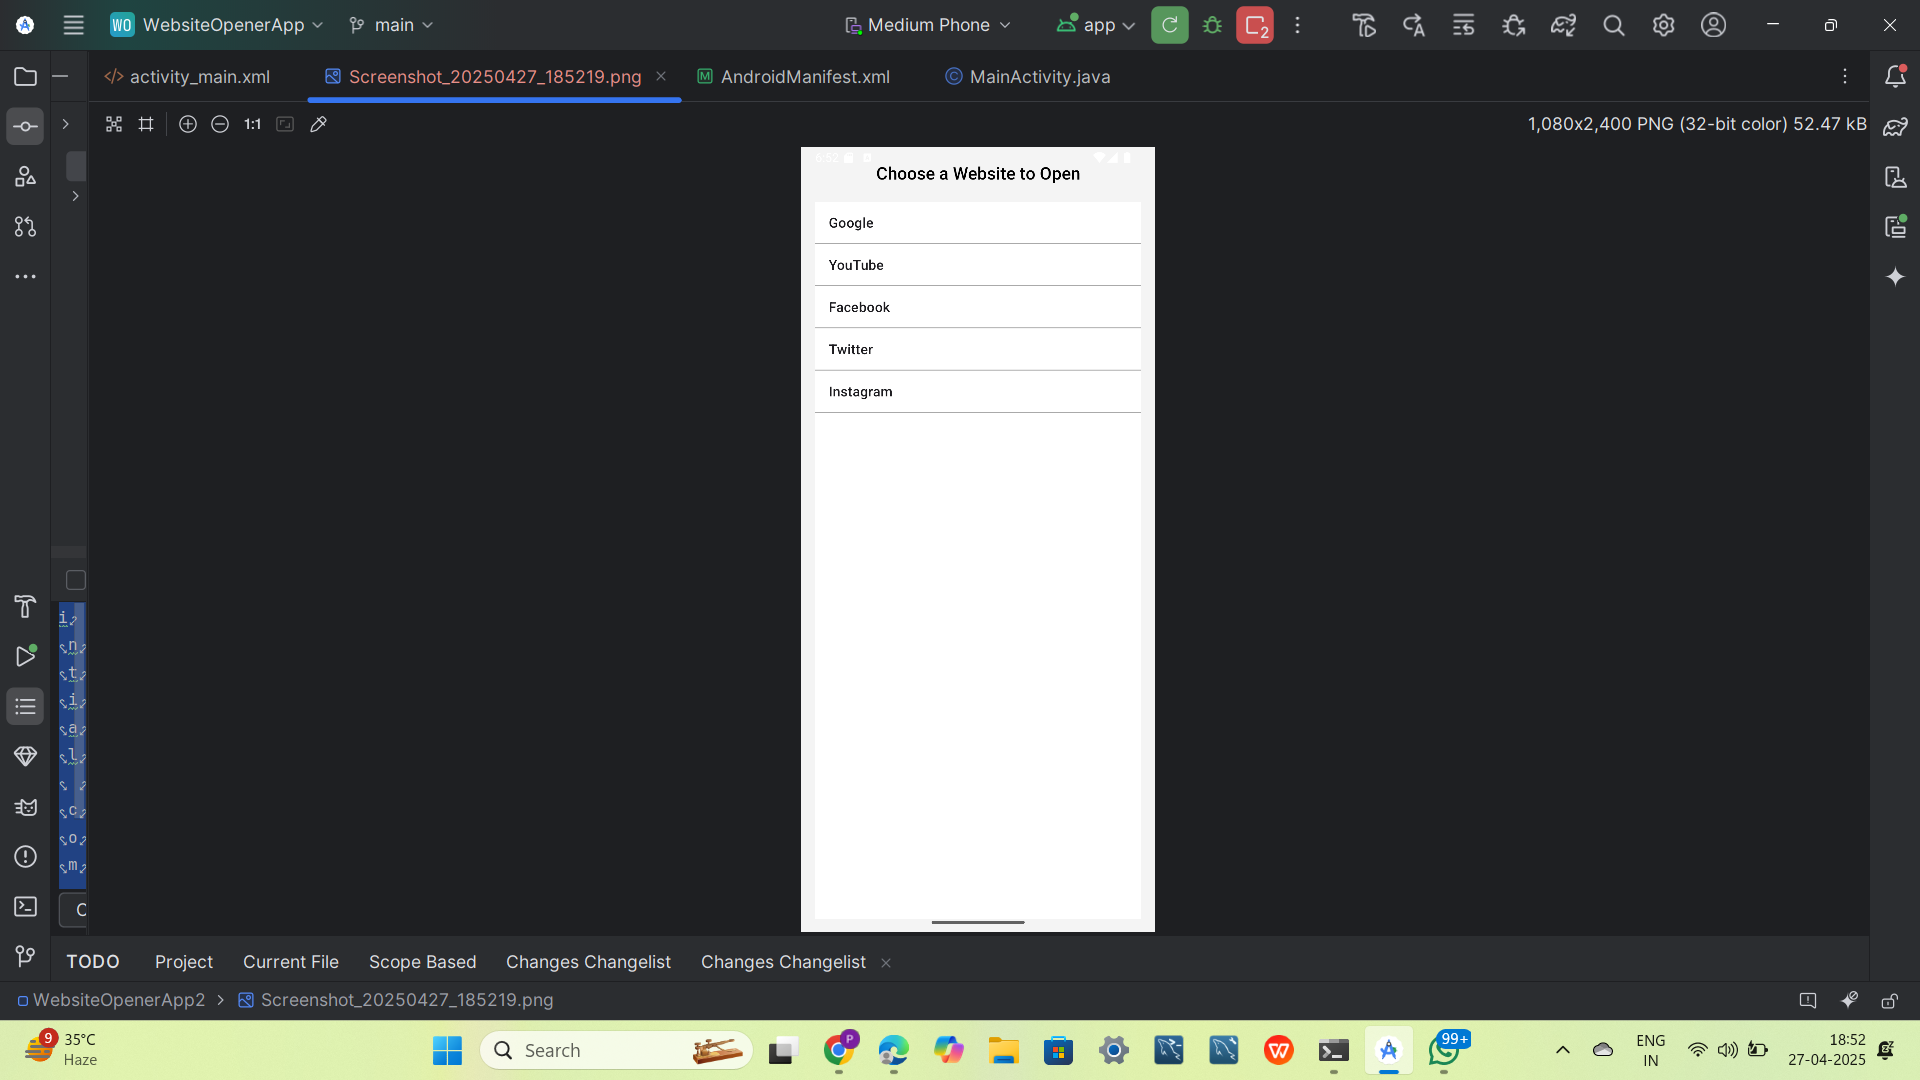 WO WebsiteOpenerApp main Medium Phone app 2
activity_main.xml Screenshot_20250427_185219.png AndroidManifest.xml MainActivity.java
1:1 1,080x2,400 PNG (32-bit color) 52.47 kB
6:52
Choose a Website to Open
Google
YouTube
Facebook
Twitter
Instagram
i
n
t
i
a
l
c
o
m
C
TODO Project Current File Scope Based Changes Changelist Changes Changelist
WebsiteOpenerApp2 > Screenshot_20250427_185219.png
9 35°C
Haze
Search
P
99+
ENG
IN
18:52
27-04-2025